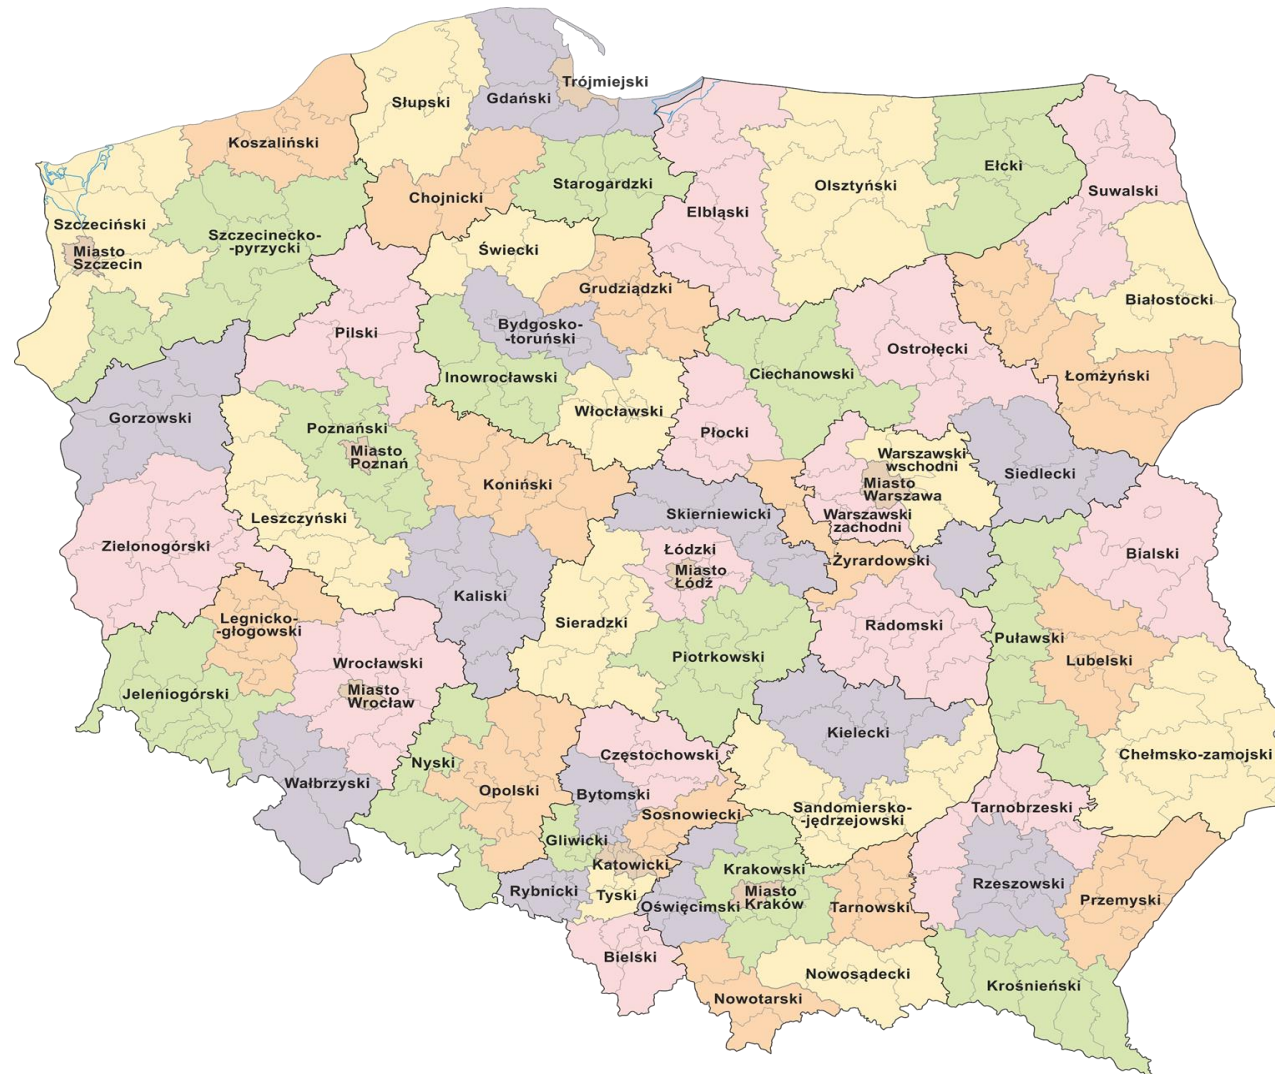 Trójmiejski
Słupski
Gdański
Koszaliński
Ełcki
Starogardzki
Olsztyński
Suwalski
Chojnicki
Elbląski
Szczeciński
Szczecinecko-
-pyrzycki
Miasto
Szczecin
Świecki
Grudziądzki
Białostocki
Bydgosko-
-toruński
Pilski
Ostrołęcki
Inowrocławski
Ciechanowski
Łomżyński
Gorzowski
Włocławski
Poznański
Płocki
Miasto
Poznań
Warszawski
wschodni
Siedlecki
Koniński
Miasto
Warszawa
Leszczyński
Skierniewicki
Warszawski
zachodni
Zielonogórski
Łódzki
Bialski
Żyrardowski
Miasto
Łódź
Kaliski
Legnicko-
-głogowski
Sieradzki
Radomski
Puławski
Wrocławski
Piotrkowski
Lubelski
Jeleniogórski
Miasto
Wrocław
Kielecki
Częstochowski
Chełmsko-zamojski
Nyski
Wałbrzyski
Opolski
Bytomski
Sandomiersko-
-jędrzejowski
Tarnobrzeski
Sosnowiecki
Gliwicki
Katowicki
Krakowski
Rybnicki
Tyski
Oświęcimski
Miasto
Kraków
Tarnowski
Rzeszowski
Przemyski
Bielski
Nowosądecki
Krośnieński
Nowotarski